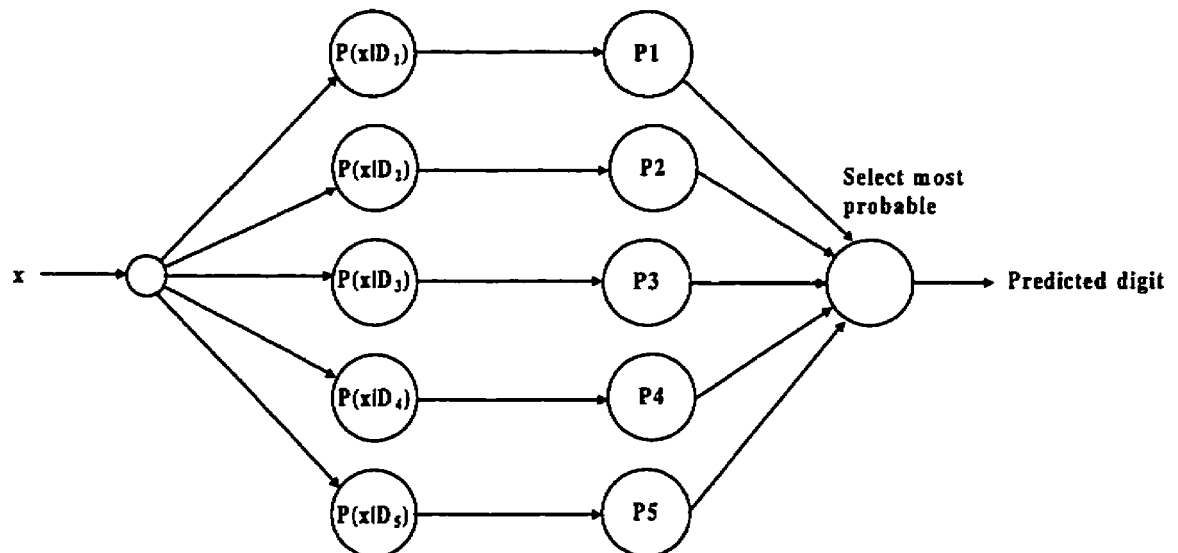 P(x|D₁) P1
P(x|D₂) P2
Select most
probable
x P(x|D₃) P3 Predicted digit
P(x|D₄) P4
P(x|D₅) P5